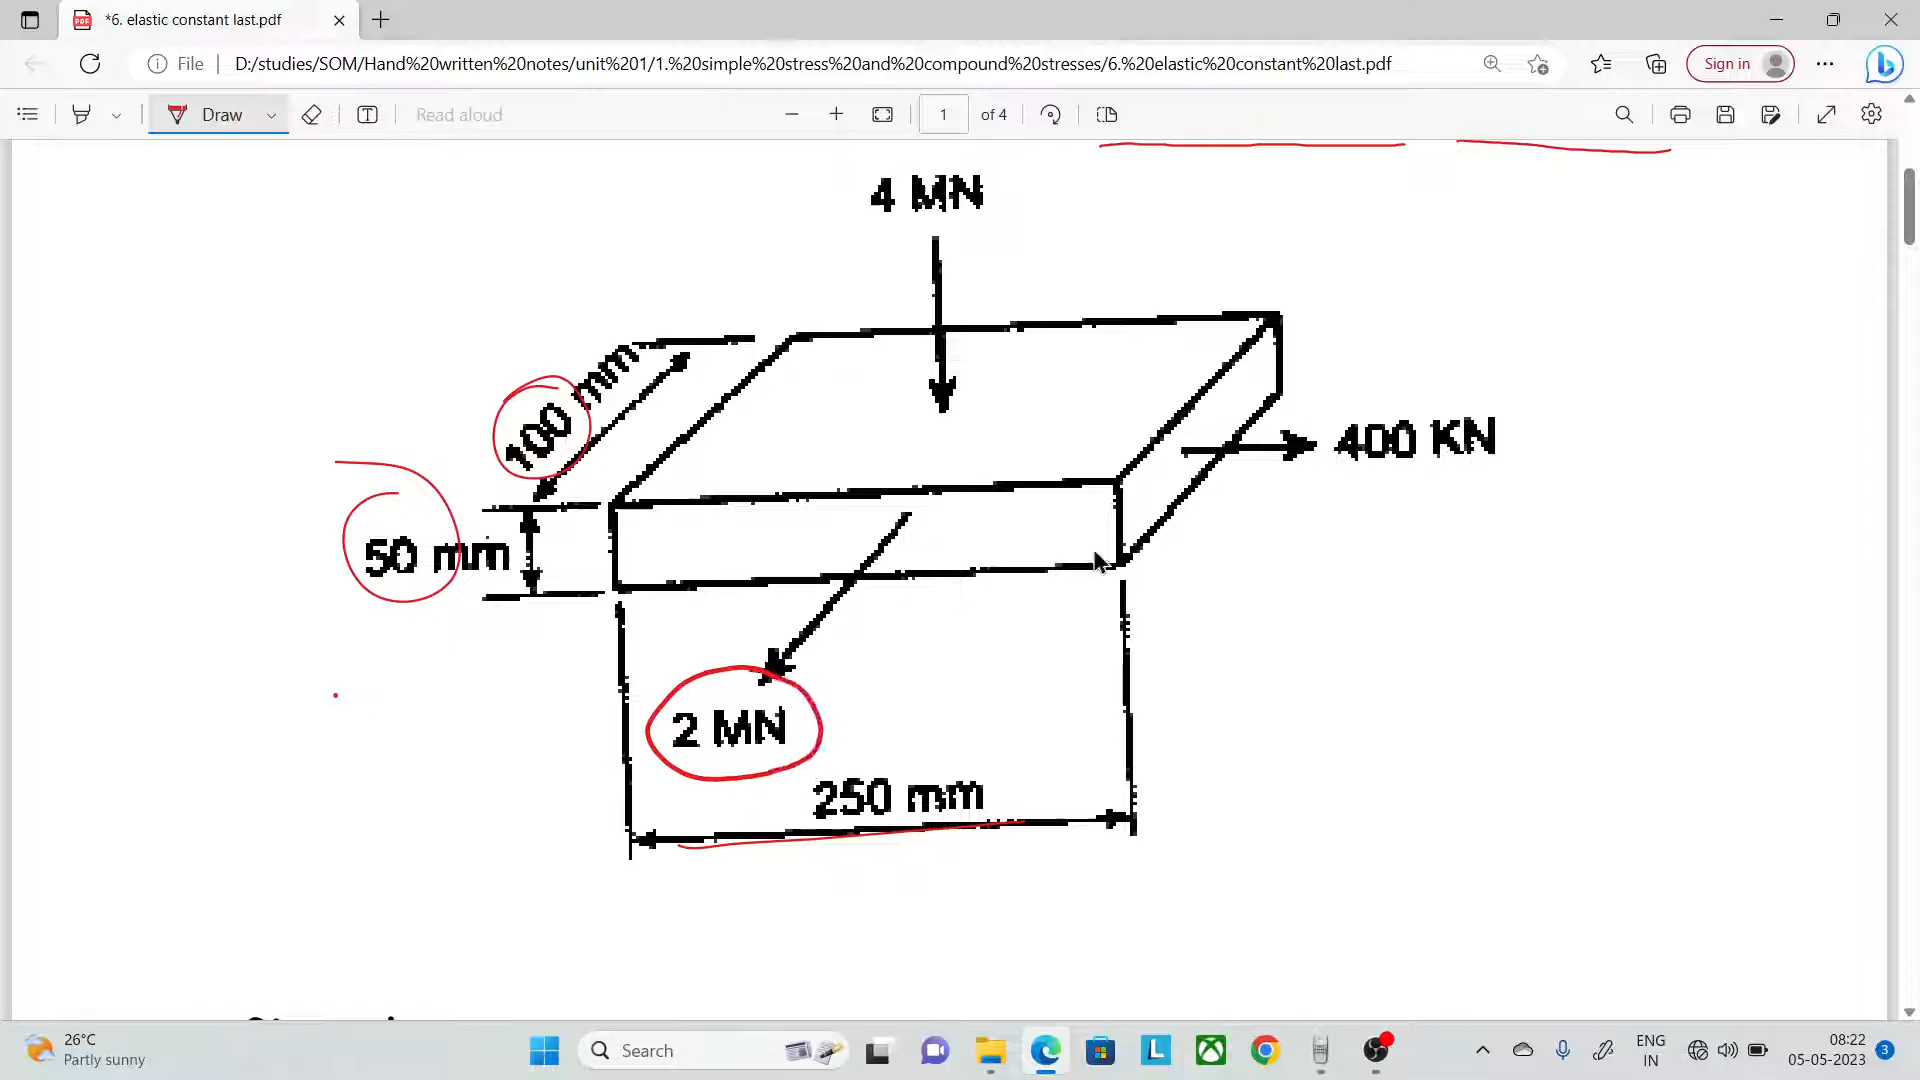 *6. elastic constant last.pdf
File
D:/studies/SOM/Hand%20written%20notes/unit%201/1.%20simple%20stress%20and%20compound%20stresses/6.%20elastic%20constant%20last.pdf
Sign in
Draw
Read aloud
1
of 4
4 MN
100 mm
400 KN
50 mm
2 MN
250 mm
26°C
Partly sunny
Search
ENG
IN
08:22
05-05-2023
3